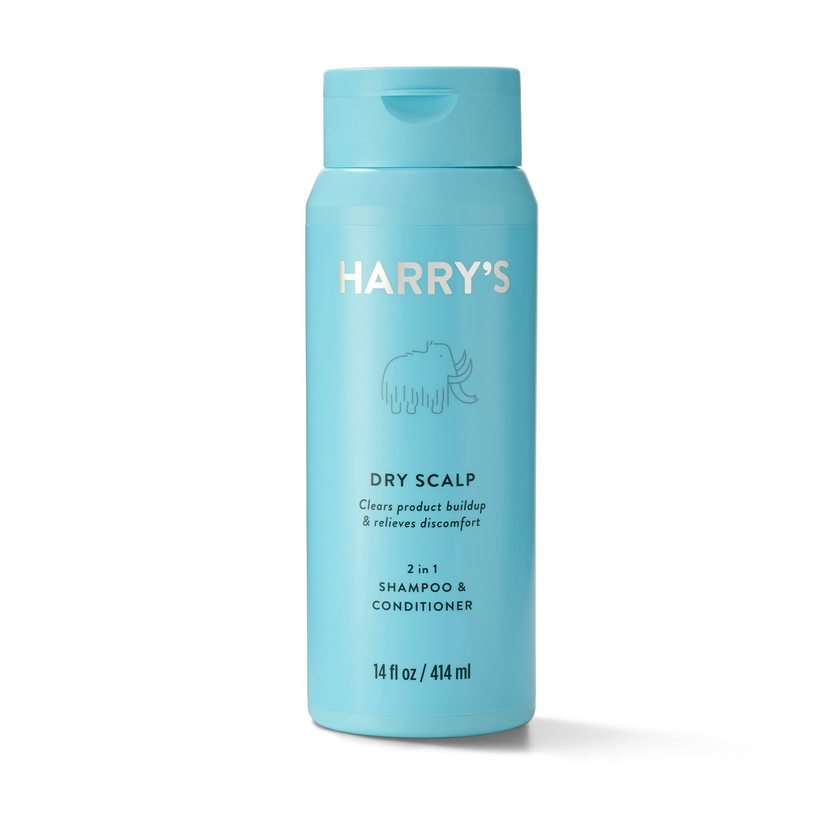 HARRY'S
DRY SCALP
Clears product buildup
& relieves discomfort
2 in 1
SHAMPOO &
CONDITIONER
14 fl oz / 414 ml